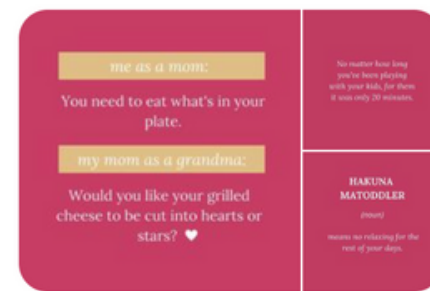 me as a mom:
You need to eat what's in your
plate.
my mom as a grandma:
Would you like your grilled
cheese to be cut into hearts or
stars? 🤍
No matter how long
you've been playing
with your kids, for them
it was only 20 minutes.
HAKUNA
MATODDLER
(noun)
means no relaxing for the
rest of your days.